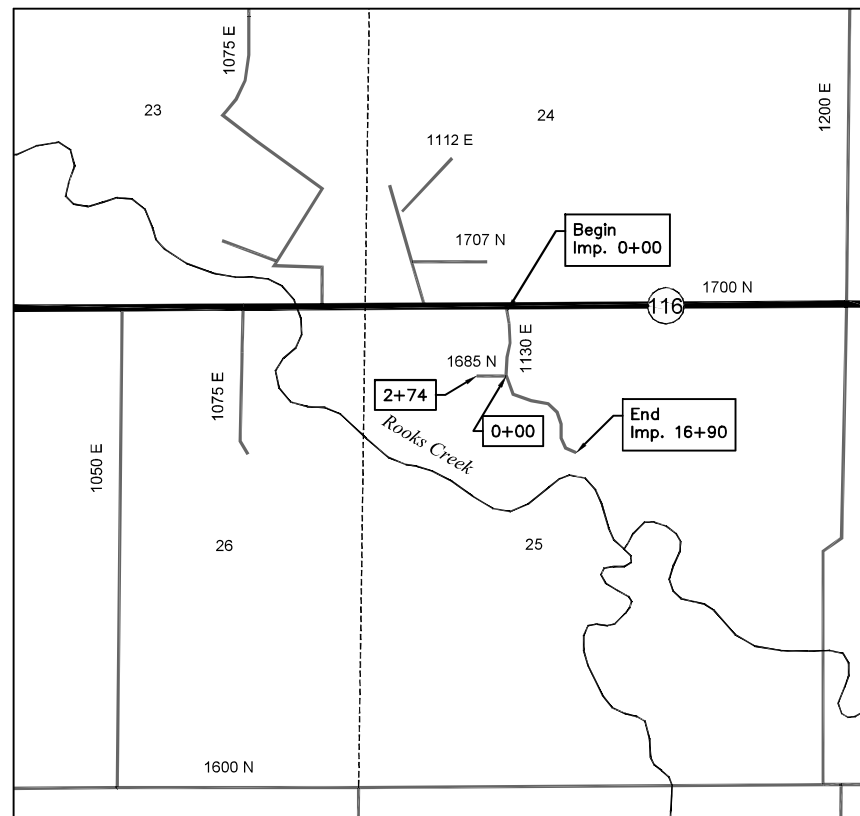 1075 E
23
24
1200 E
1112 E
1707 N
Begin
Imp. 0+00
1700 N
116
1130 E
1685 N
1075 E
2+74
0+00
End
Imp. 16+90
Rooks Creek
1050 E
26
25
1600 N